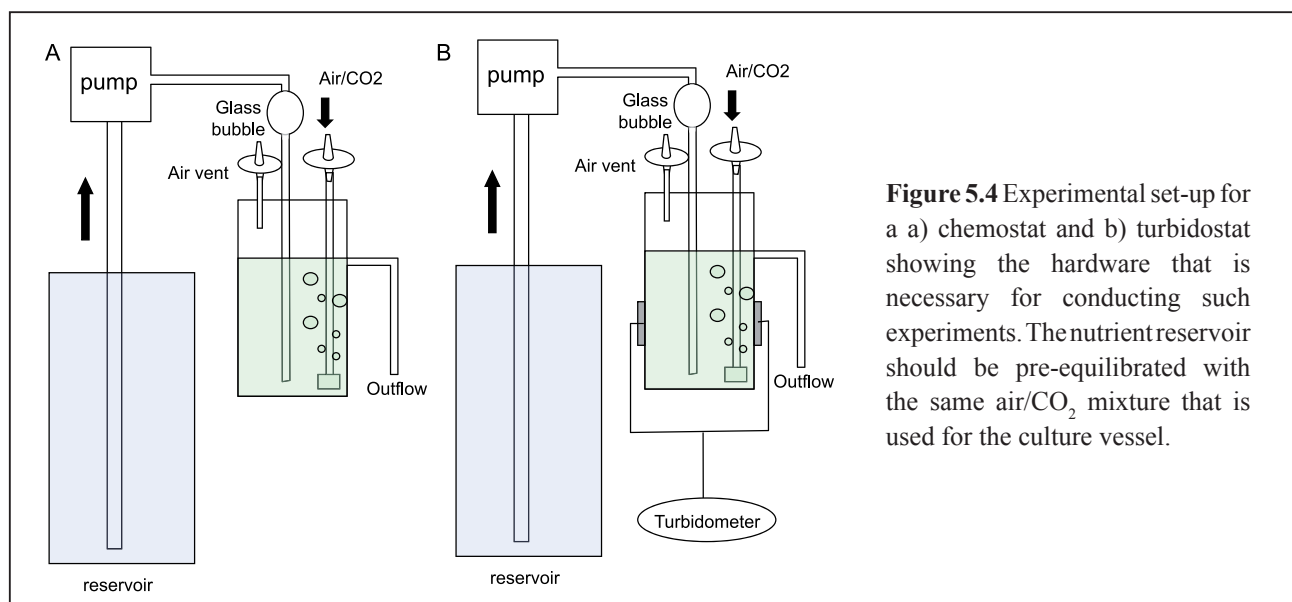 A
pump
Air/CO2
Glass
bubble
Air vent
Outflow
reservoir
B
pump
Air/CO2
Glass
bubble
Air vent
Outflow
Turbidometer
reservoir
Figure 5.4 Experimental set-up for
a a) chemostat and b) turbidostat
showing the hardware that is
necessary for conducting such
experiments. The nutrient reservoir
should be pre-equilibrated with
the same air/CO₂ mixture that is
used for the culture vessel.